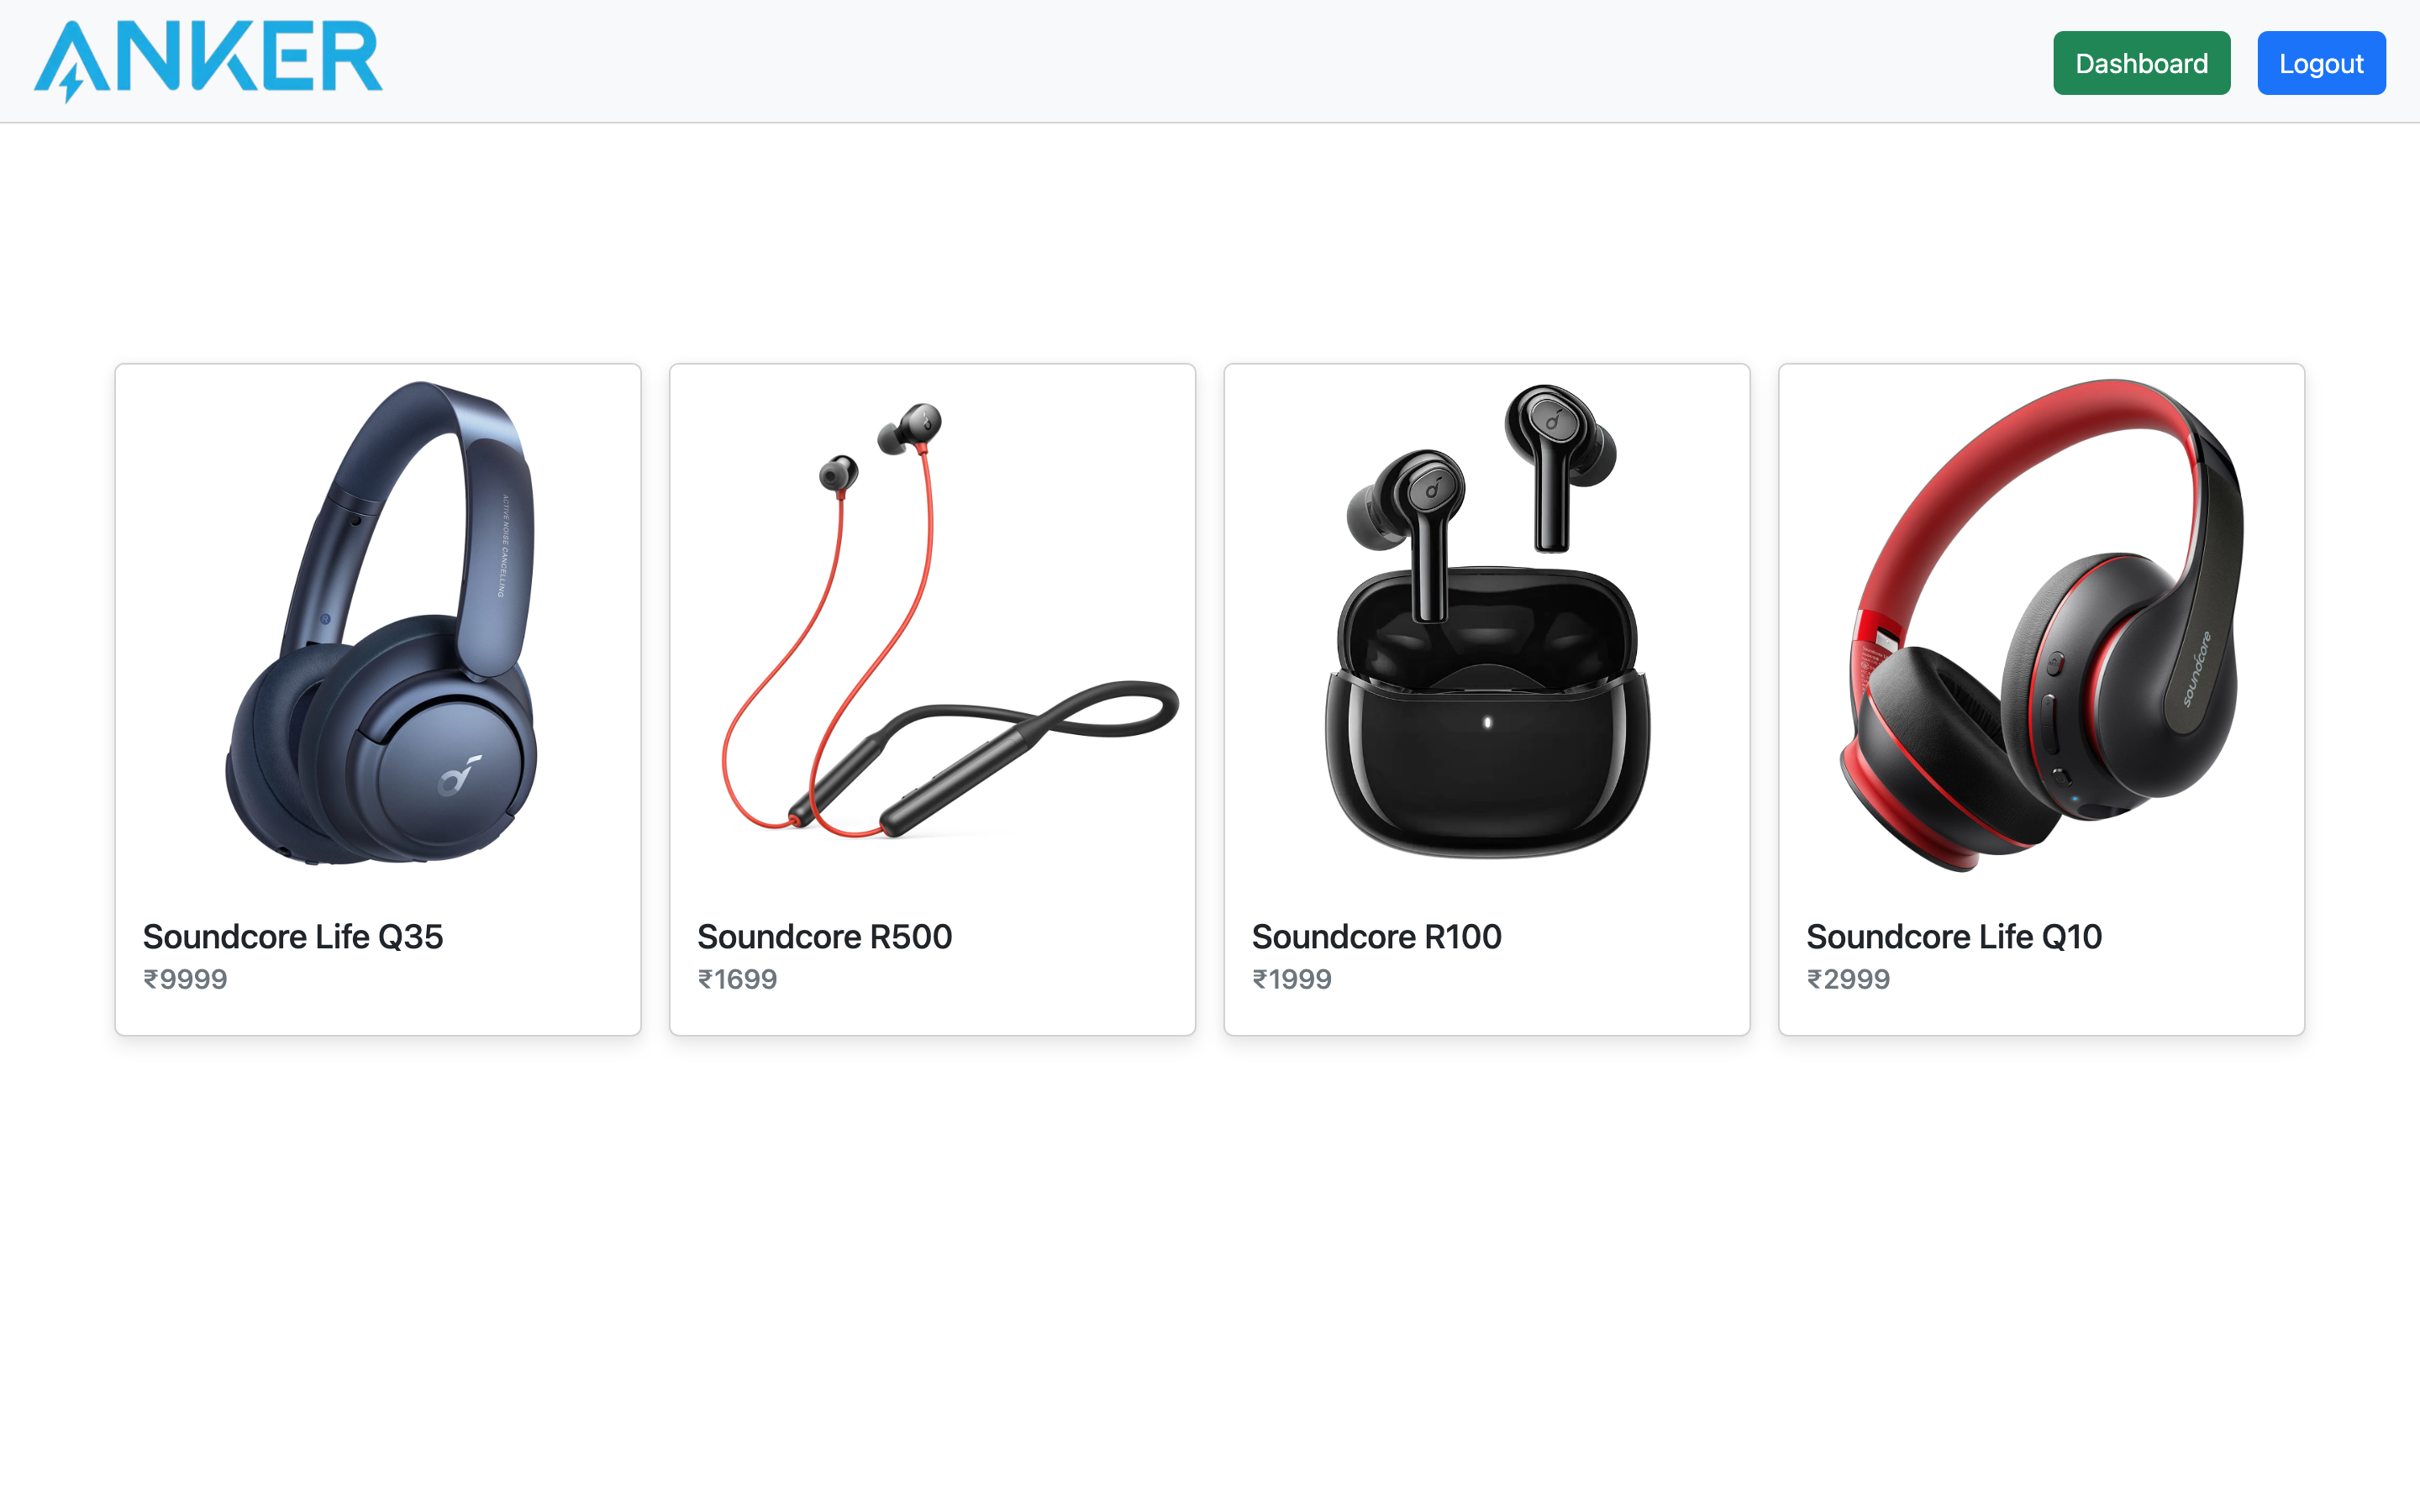 ANKER
Dashboard
Logout
ACTIVE NOISE CANCELLING
soundcore
Soundcore Life Q35
₹9999
Soundcore R500
₹1699
Soundcore R100
₹1999
Soundcore Life Q10
₹2999